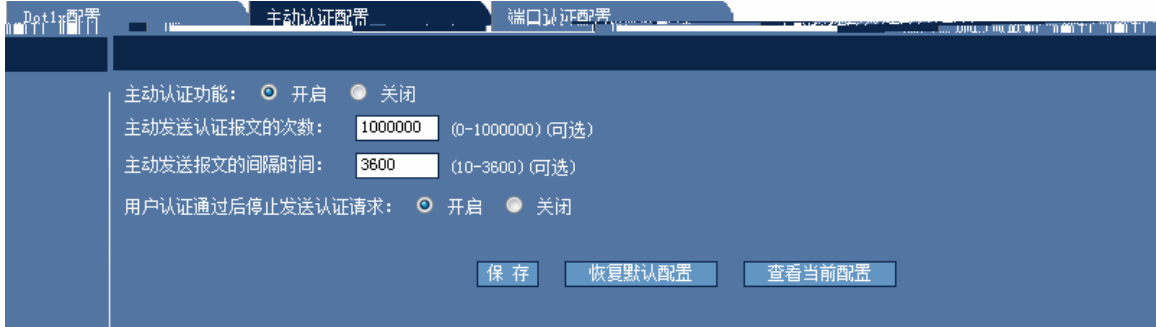 Dot1x配置 主动认证配置 端口认证配置
主动认证功能: 开启 关闭
主动发送认证报文的次数: 1000000 (0-1000000)(可选)
主动发送报文的间隔时间: 3600 (10-3600)(可选)
用户认证通过后停止发送认证请求: 开启 关闭
保 存 恢复默认配置 查看当前配置